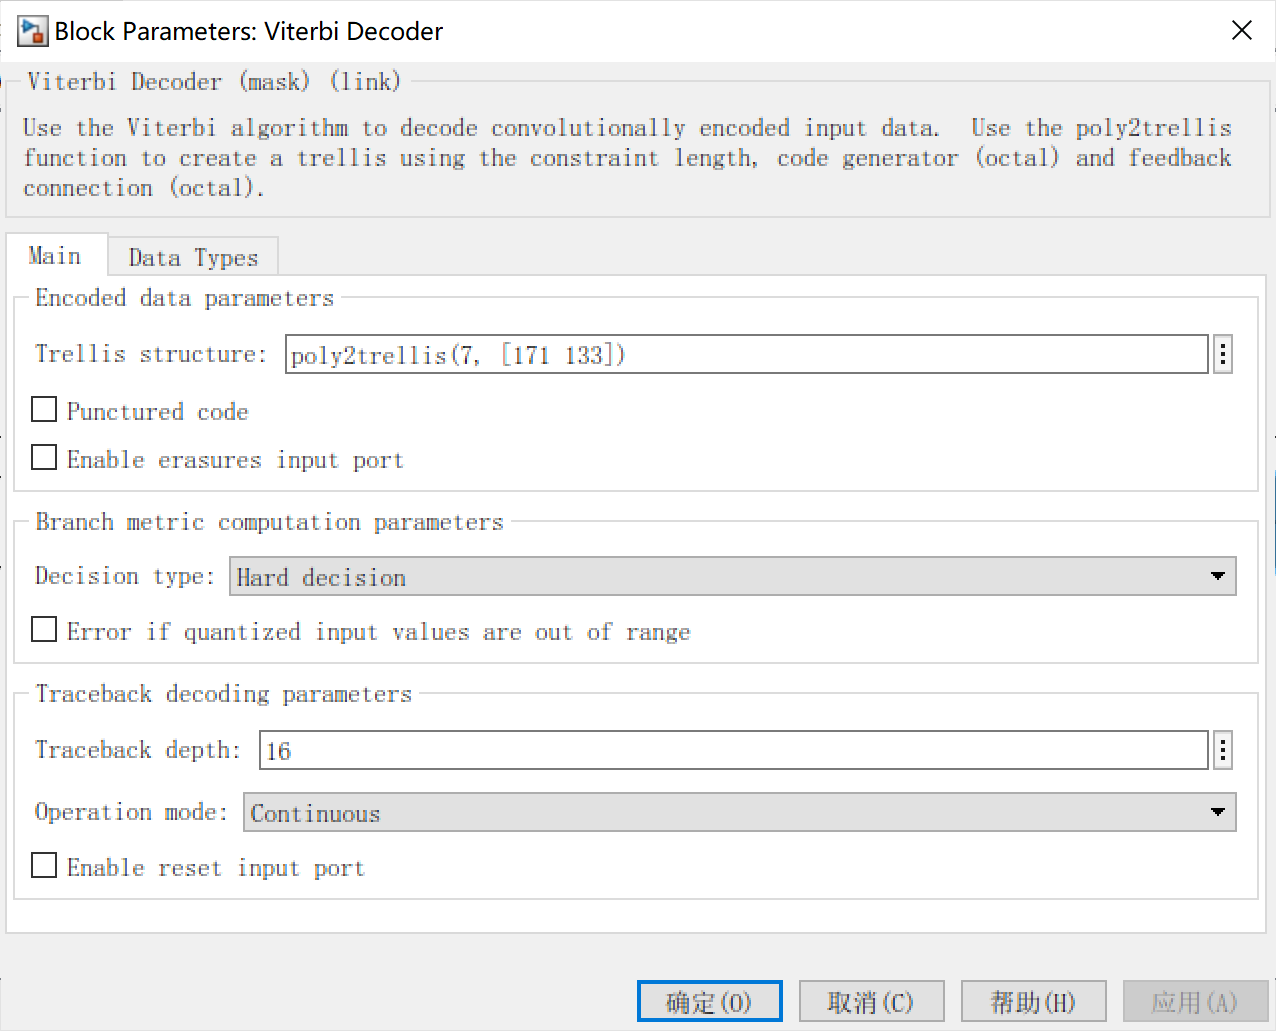 Block Parameters: Viterbi Decoder
Viterbi Decoder (mask) (link)
Use the Viterbi algorithm to decode convolutionally encoded input data.  Use the poly2trellis
function to create a trellis using the constraint length, code generator (octal) and feedback
connection (octal).
Main
Data Types
Encoded data parameters
Trellis structure: poly2trellis(7, [171 133])
Punctured code
Enable erasures input port
Branch metric computation parameters
Decision type: Hard decision
Error if quantized input values are out of range
Traceback decoding parameters
Traceback depth: 16
Operation mode: Continuous
Enable reset input port
确定(O) 取消(C) 帮助(H) 应用(A)